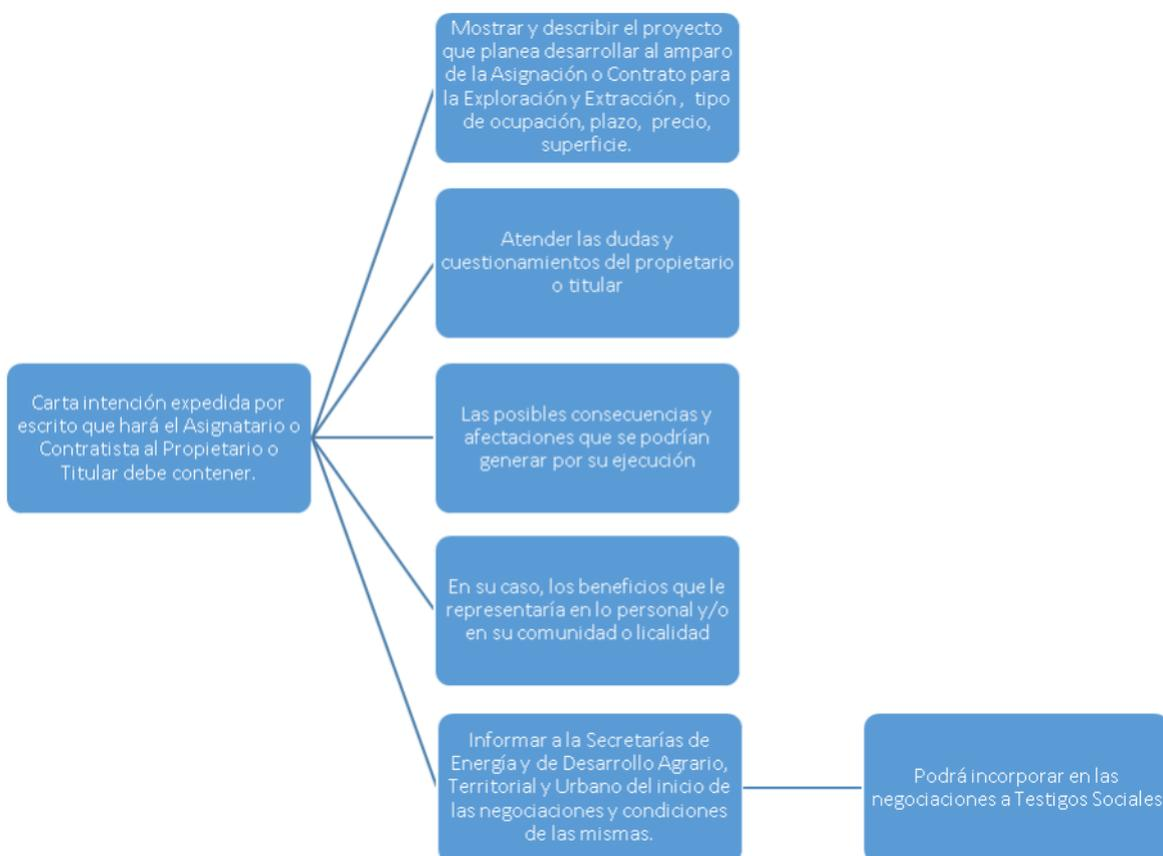 Mostrar y describir el proyecto
que planea desarrollar al amparo
de la Asignación o Contrato para
la Exploración y Extracción , tipo
de ocupación, plazo, precio,
superficie.
Atender las dudas y
cuestionamientos del propietario
o titular
Carta intención expedida por
escrito que hará el Asignatario o
Contratista al Propietario o
Titular debe contener.
Las posibles consecuencias y
afectaciones que se podrían
generar por su ejecución
En su caso, los beneficios que le
representaría en lo personal y/o
en su comunidad o licalidad
Informar a la Secretarías de
Energía y de Desarrollo Agrario,
Territorial y Urbano del inicio de
las negociaciones y condiciones
de las mismas.
Podrá incorporar en las
negociaciones a Testigos Sociales